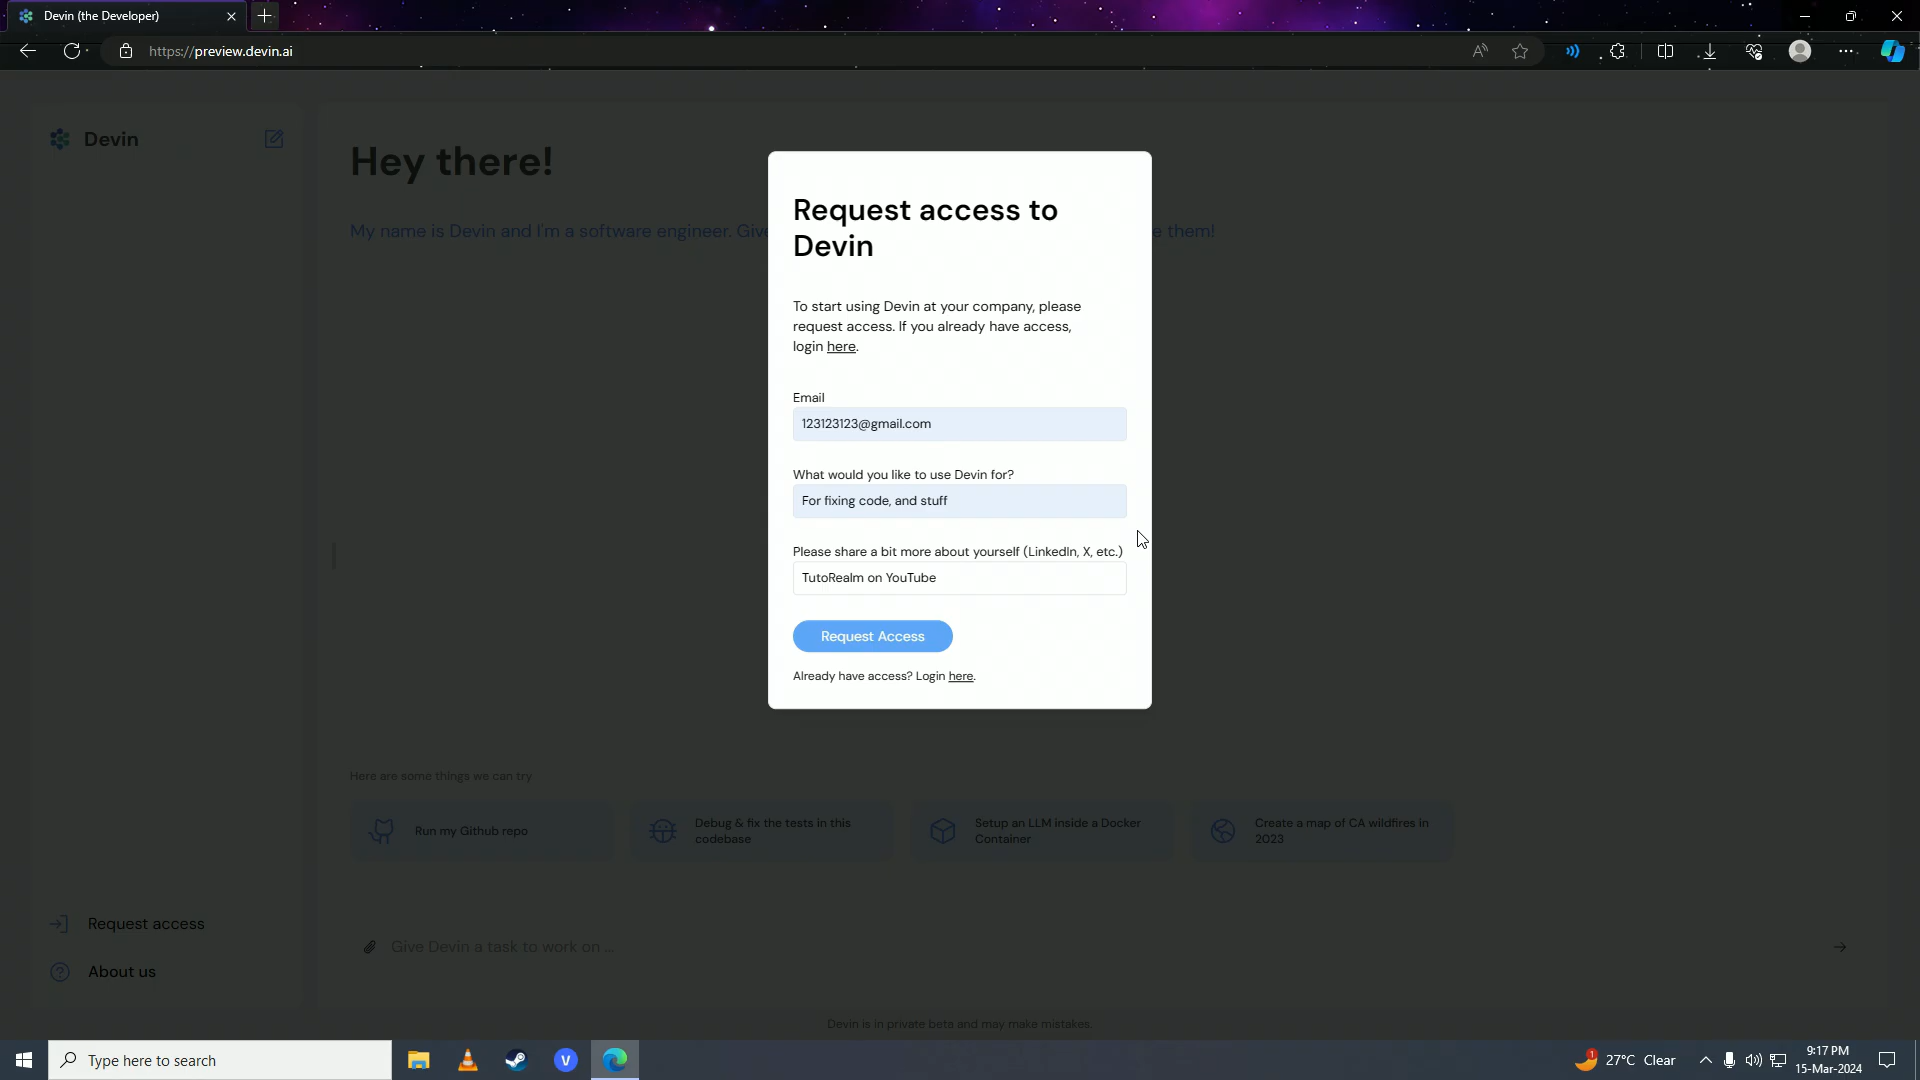 Devin (the Developer)
https://preview.devin.ai
Devin
Hey there!
My name is Devin and I'm a software engineer. Give
e them!
Request access to
Devin
To start using Devin at your company, please
request access. If you already have access,
login here.
Email
123123123@gmail.com
What would you like to use Devin for?
For fixing code, and stuff
Please share a bit more about yourself (LinkedIn, X, etc.)
TutoRealm on YouTube
Request Access
Already have access? Login here.
Here are some things we can try
Run my Github repo
Debug & fix the tests in this
codebase
Setup an LLM inside a Docker
Container
Create a map of CA wildfires in
2023
Request access
Give Devin a task to work on ...
About us
Devin is in private beta and may make mistakes.
Type here to search
V
1
27°C Clear
9:17 PM
15-Mar-2024